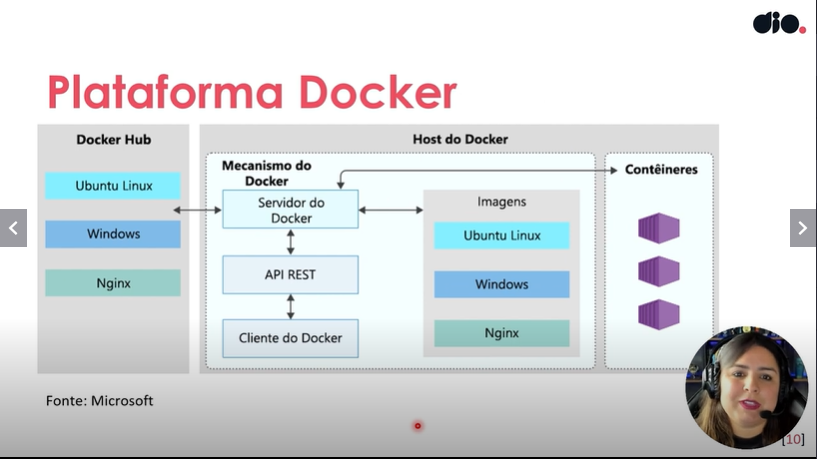 dio.
Plataforma Docker
Docker Hub
Ubuntu Linux
Windows
Nginx
Host do Docker
Mecanismo do
Docker
Servidor do
Docker
API REST
Cliente do Docker
Imagens
Ubuntu Linux
Windows
Nginx
Contêineres
Fonte: Microsoft
[10]